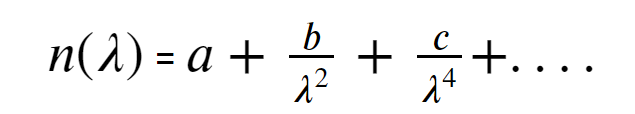 n(λ) = a + b/λ² + c/λ⁴ +. . . .